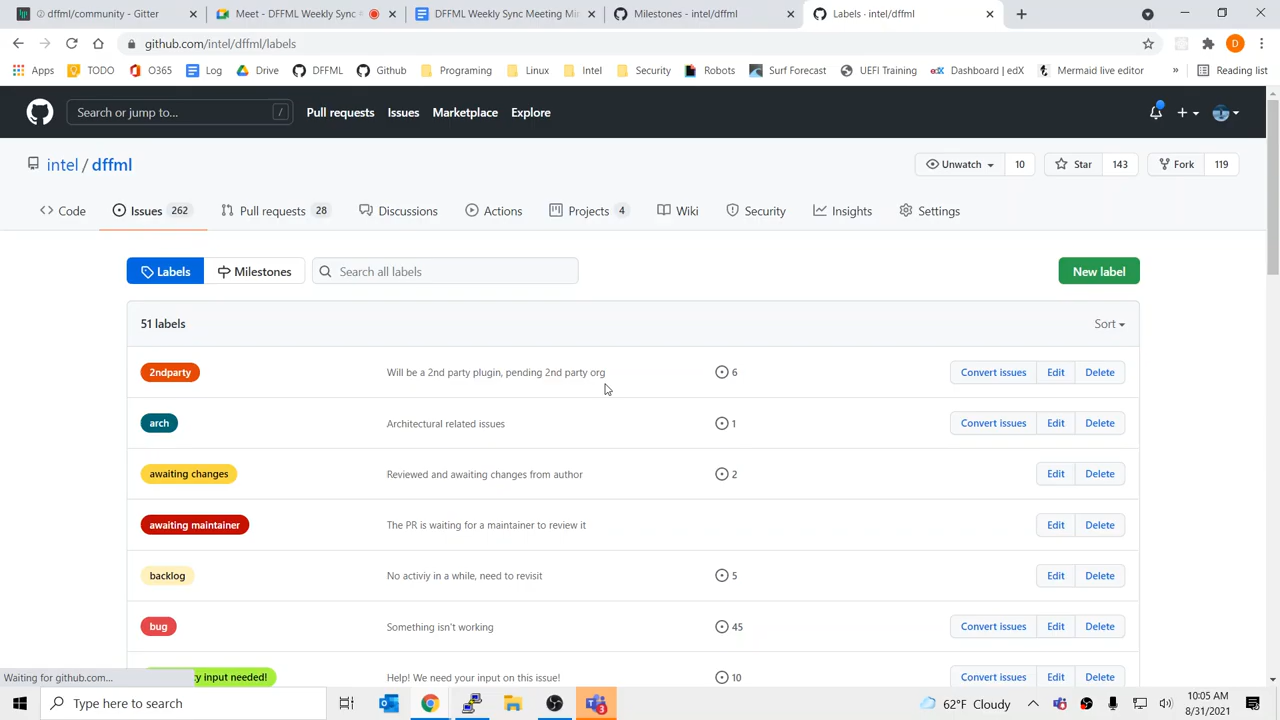 dffml/community - Gitter
Meet - DFFML Weekly Sync
DFFML Weekly Sync Meeting Mi
Milestones - intel/dffml
Labels · intel/dffml
github.com/intel/dffml/labels
D
Apps
TODO
O365
Log
Drive
DFFML
Github
Programing
Linux
Intel
Security
Robots
Surf Forecast
UEFI Training
edX
Dashboard | edX
Mermaid live editor
»
Reading list
Search or jump to...
/
Pull requests
Issues
Marketplace
Explore
intel / dffml
Unwatch
10
Star
143
Fork
119
Code
Issues 262
Pull requests 28
Discussions
Actions
Projects 4
Wiki
Security
Insights
Settings
Labels
Milestones
Search all labels
New label
51 labels
Sort
2ndparty
Will be a 2nd party plugin, pending 2nd party org
6
Convert issues
Edit
Delete
arch
Architectural related issues
1
Convert issues
Edit
Delete
awaiting changes
Reviewed and awaiting changes from author
2
Edit
Delete
awaiting maintainer
The PR is waiting for a maintainer to review it
Edit
Delete
backlog
No activiy in a while, need to revisit
5
Edit
Delete
bug
Something isn't working
45
Convert issues
Edit
Delete
input needed!
Help! We need your input on this issue!
10
Convert issues
Edit
Delete
Waiting for github.com...
Type here to search
3
62°F Cloudy
10:05 AM
8/31/2021